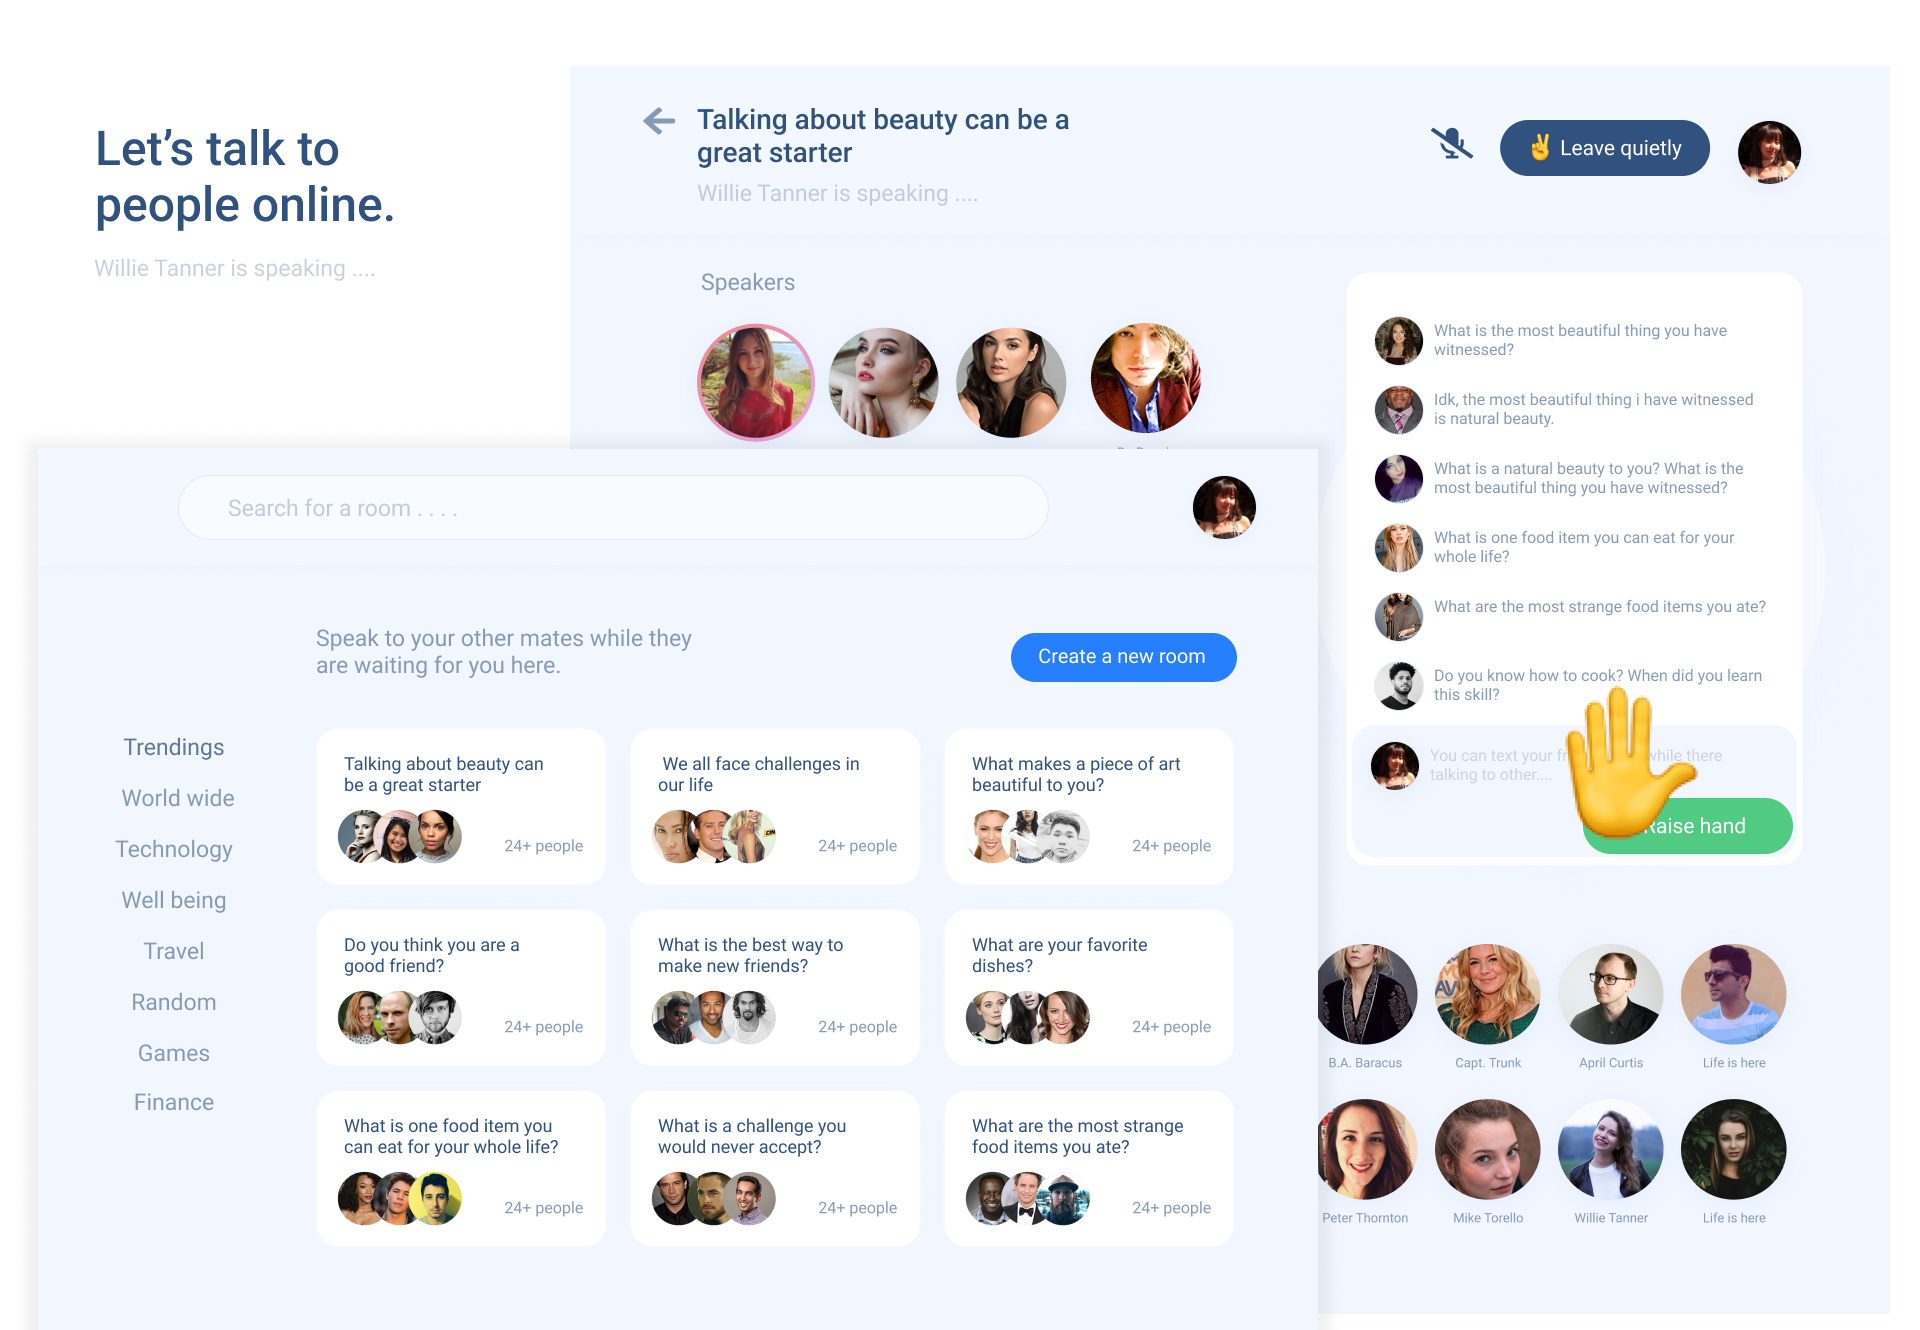 Let's talk to
people online.
Willie Tanner is speaking ....
Talking about beauty can be a
great starter
Willie Tanner is speaking ....
Leave quietly
Speakers
What is the most beautiful thing you have
witnessed?
Idk, the most beautiful thing i have witnessed
is natural beauty.
What is a natural beauty to you? What is the
most beautiful thing you have witnessed?
What is one food item you can eat for your
whole life?
What are the most strange food items you ate?
Do you know how to cook? When did you learn
this skill?
You can text your while there
talking to other....
Raise hand
B.A. Baracus
Capt. Trunk
April Curtis
Life is here
Peter Thornton
Mike Torello
Willie Tanner
Life is here
Search for a room . . . .
Speak to your other mates while they
are waiting for you here.
Create a new room
Trendings
World wide
Technology
Well being
Travel
Random
Games
Finance
Talking about beauty can
be a great starter
24+ people
We all face challenges in
our life
24+ people
What makes a piece of art
beautiful to you?
24+ people
Do you think you are a
good friend?
24+ people
What is the best way to
make new friends?
24+ people
What are your favorite
dishes?
24+ people
What is one food item you
can eat for your whole life?
24+ people
What is a challenge you
would never accept?
24+ people
What are the most strange
food items you ate?
24+ people